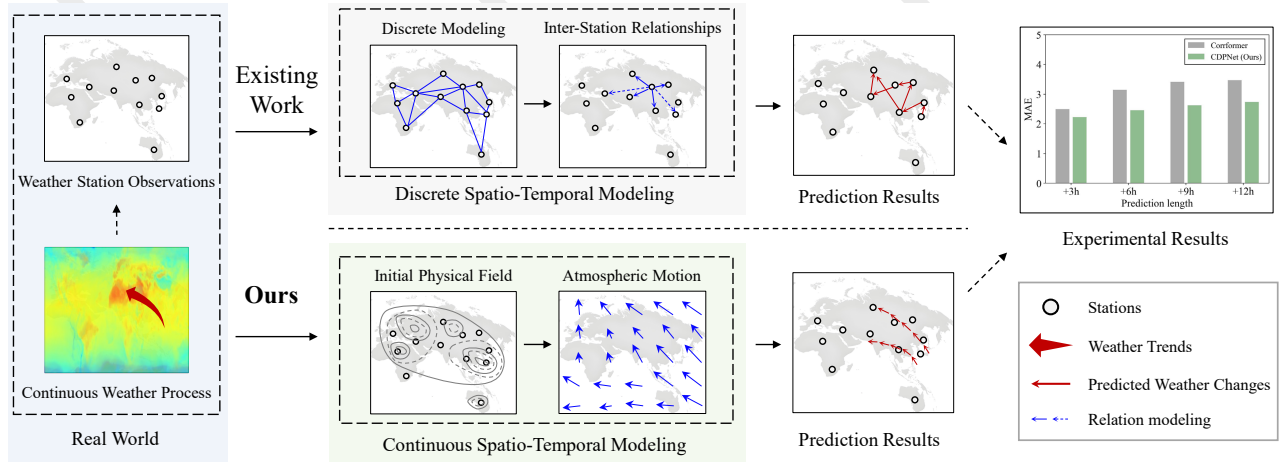 Weather Station Observations
Continuous Weather Process
Real World
Existing
Work
Ours
Discrete Modeling
Inter-Station Relationships
Discrete Spatio-Temporal Modeling
Initial Physical Field
Atmospheric Motion
Continuous Spatio-Temporal Modeling
Prediction Results
Prediction Results
5
4
3
2
1
0
MAE
Corrformer
CDPNet (Ours)
+3h
+6h
+9h
+12h
Prediction length
Experimental Results
Stations
Weather Trends
Predicted Weather Changes
Relation modeling